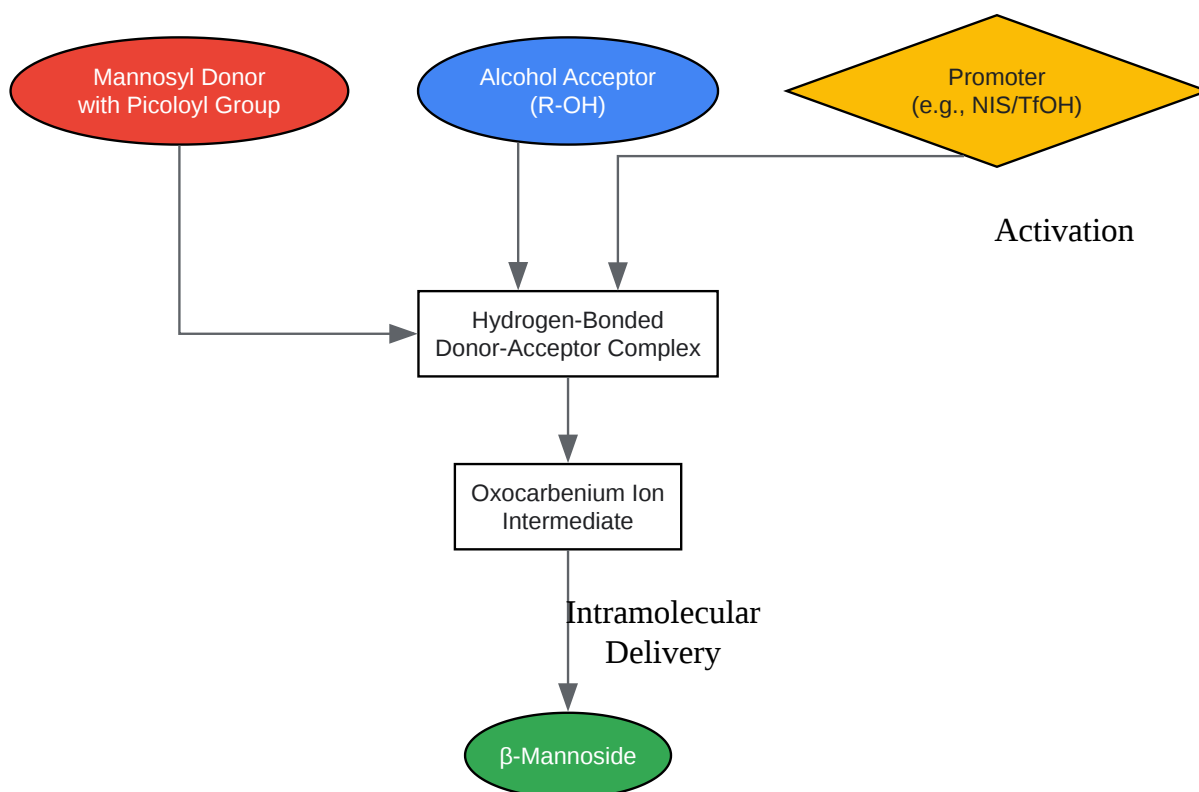 Mannosyl Donor
with Picoloyl Group
Alcohol Acceptor
(R-OH)
Promoter
(e.g., NIS/TfOH)
Activation
Hydrogen-Bonded
Donor-Acceptor Complex
Oxocarbenium Ion
Intermediate
Intramolecular
Delivery
β-Mannoside